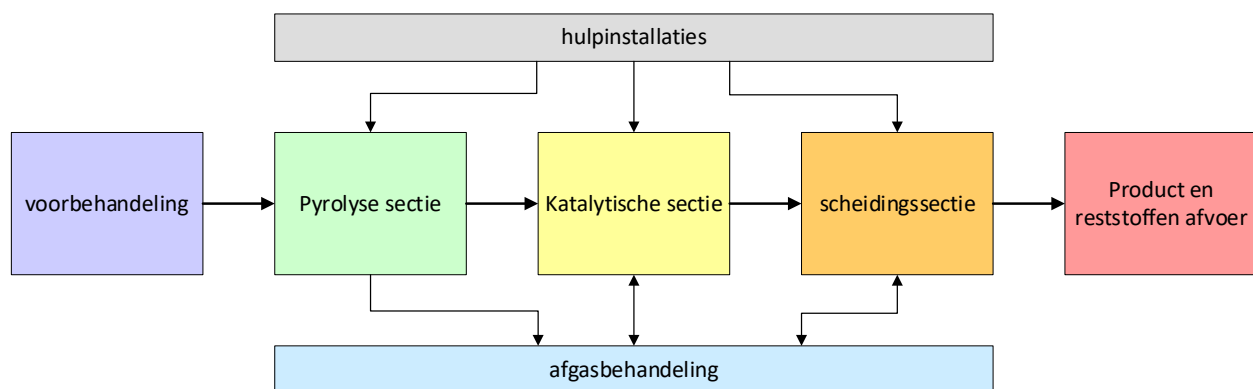 hulpinstallaties
voorbehandeling
Pyrolyse sectie
Katalytische sectie
scheidingssectie
Product en
reststoffen afvoer
afgasbehandeling